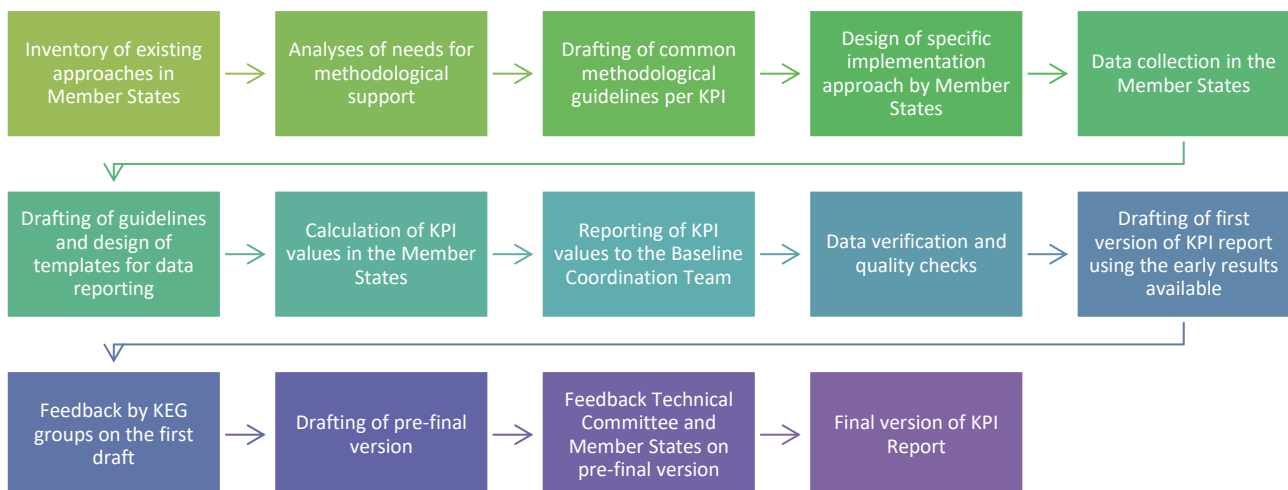 Inventory of existing
approaches in
Member States
Analyses of needs for
methodological
support
Drafting of common
methodological
guidelines per KPI
Design of specific
implementation
approach by Member
States
Data collection in the
Member States
Drafting of guidelines
and design of
templates for data
reporting
Calculation of KPI
values in the Member
States
Reporting of KPI
values to the Baseline
Coordination Team
Data verification and
quality checks
Drafting of first
version of KPI report
using the early results
available
Feedback by KEG
groups on the first
draft
Drafting of pre-final
version
Feedback Technical
Committee and
Member States on
pre-final version
Final version of KPI
Report